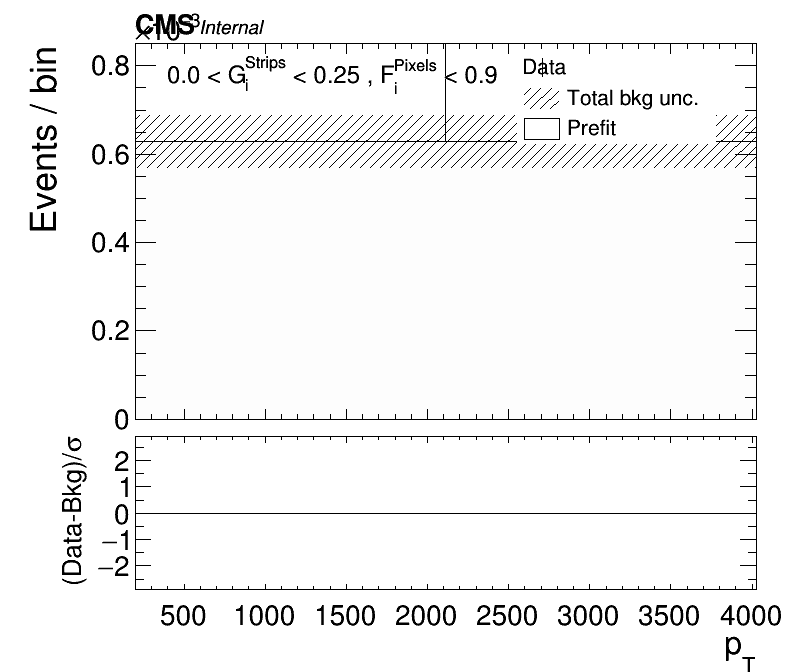 CMS Internal
×10⁻³
0.0 < G_i^Strips < 0.25 , F_i^Pixels < 0.9
Data
Total bkg unc.
Prefit
Events / bin
0.8
0.6
0.4
0.2
0
(Data-Bkg)/σ
2
1
0
−1
−2
500 1000 1500 2000 2500 3000 3500 4000
p_T